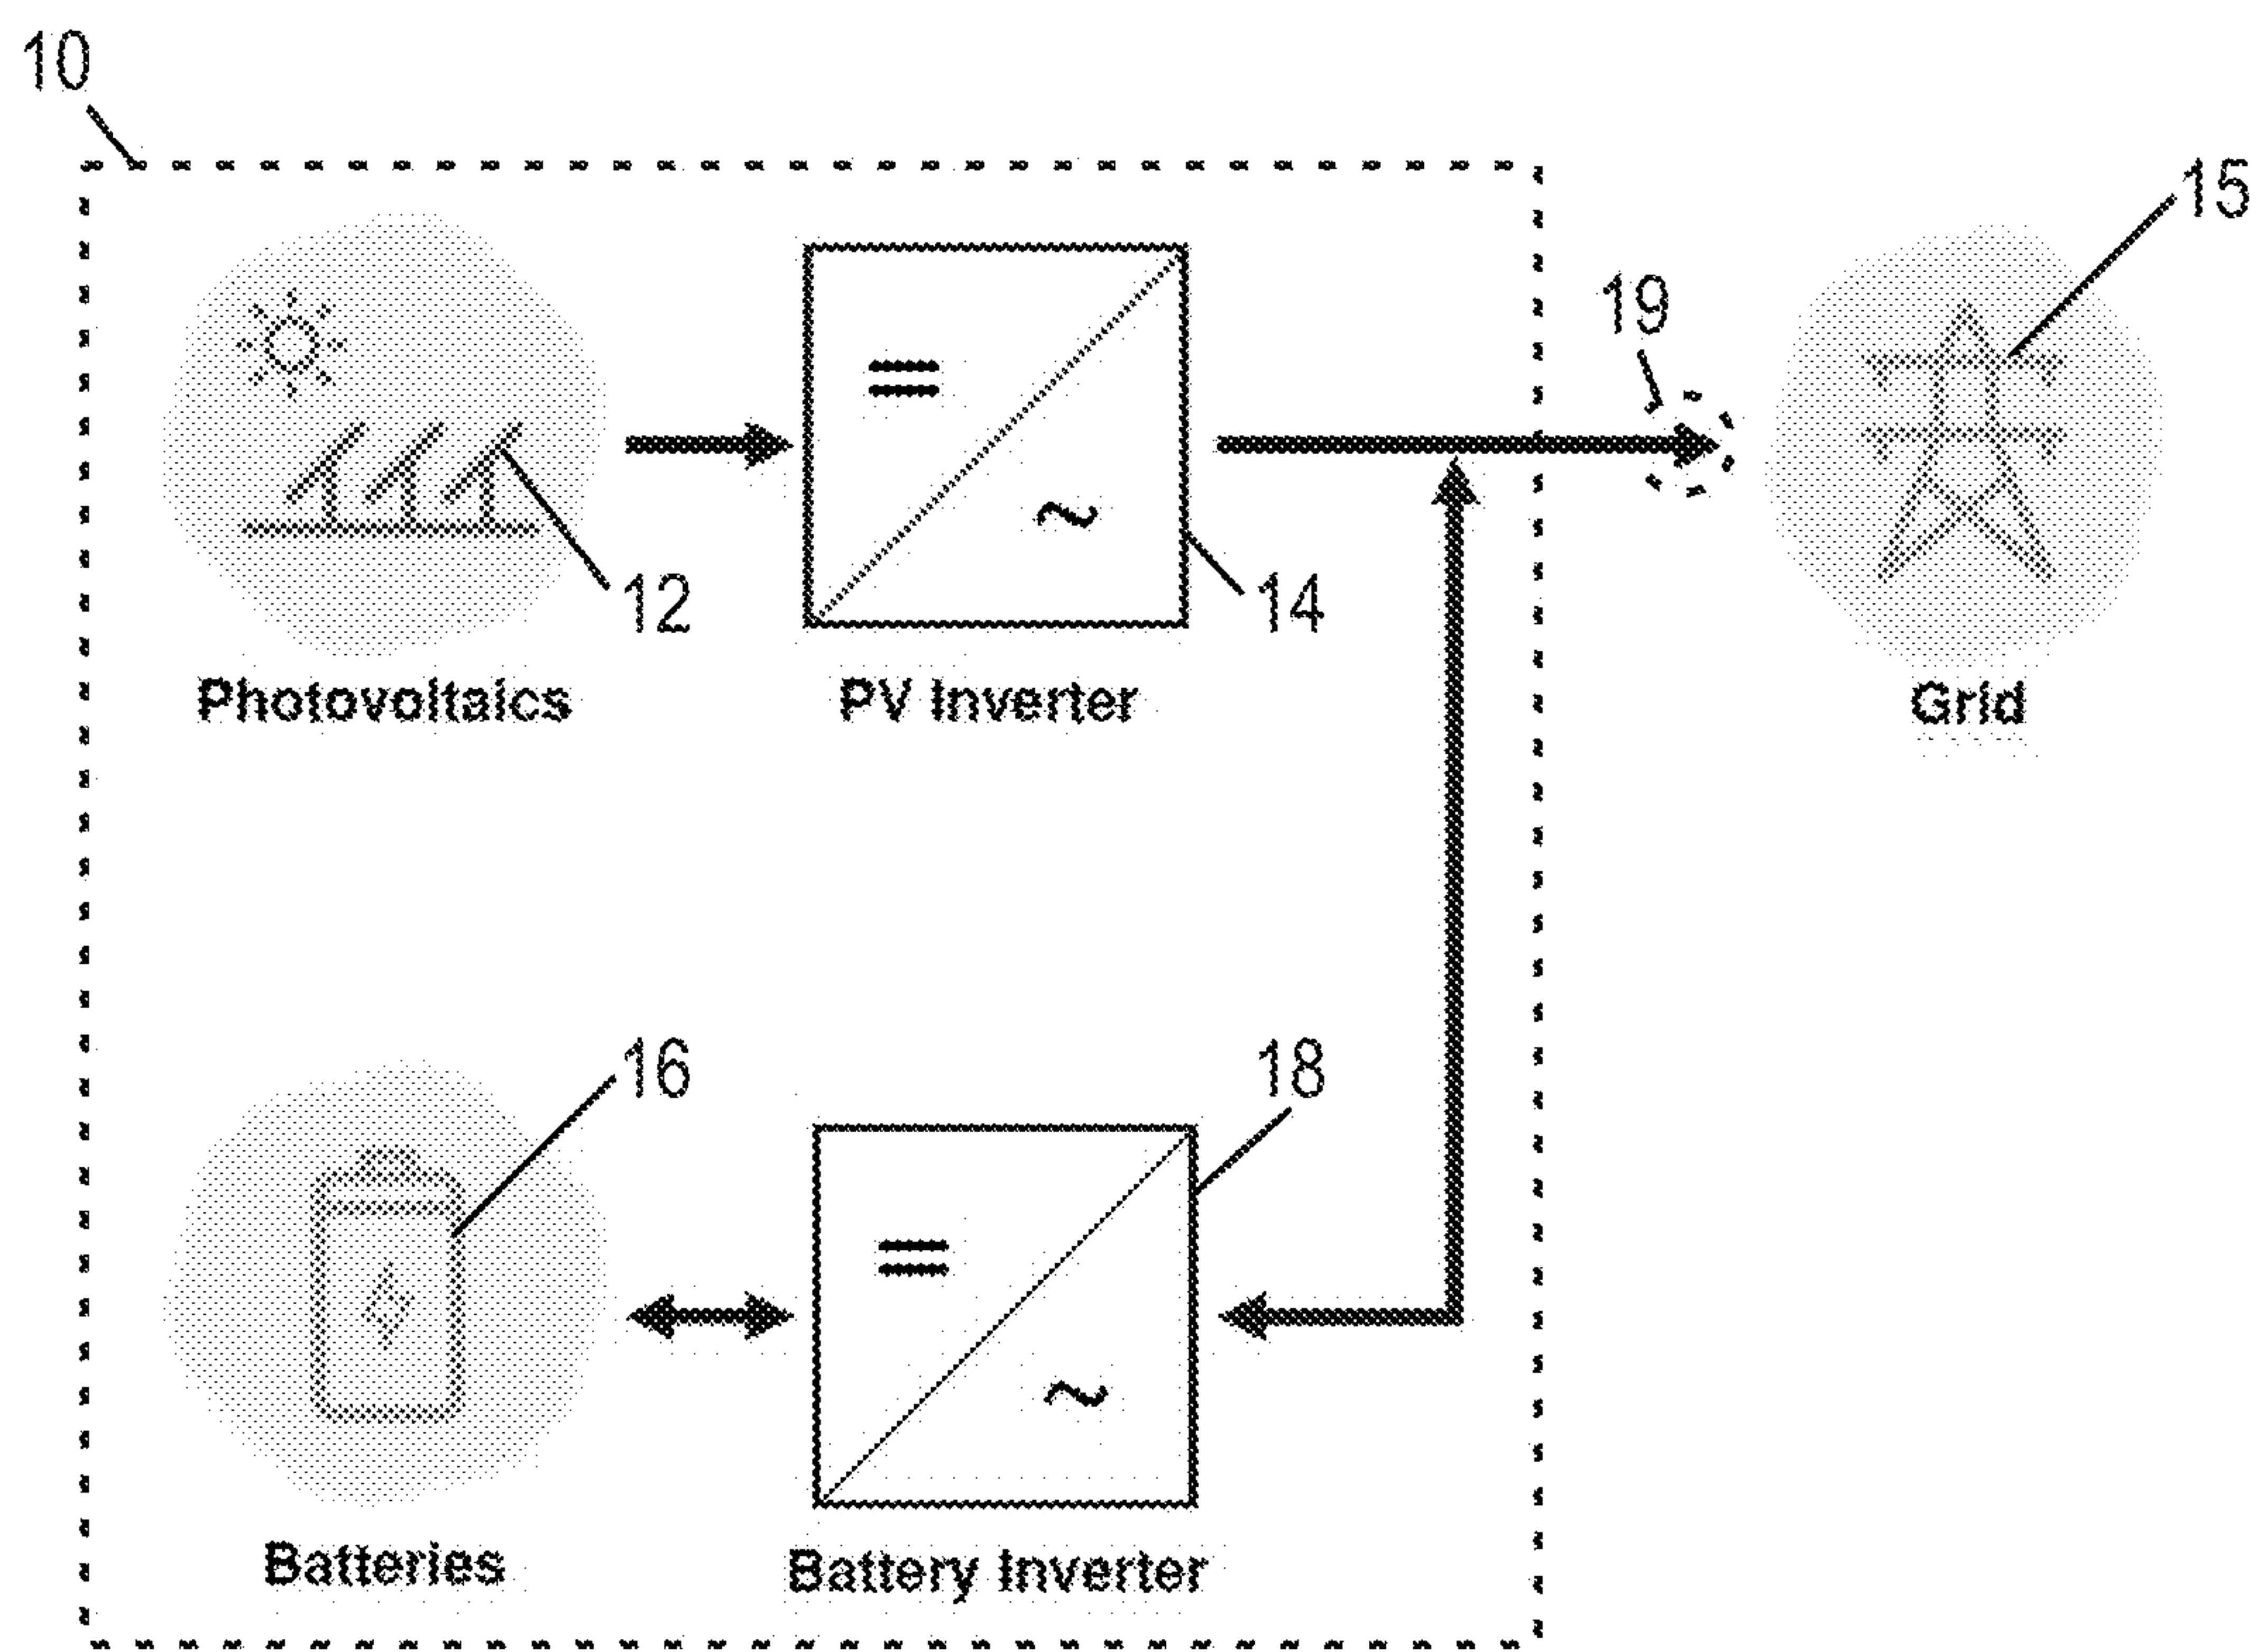 10
15
19
12
14
Photovoltaics
PV Inverter
Grid
16
18
Batteries
Battery Inverter